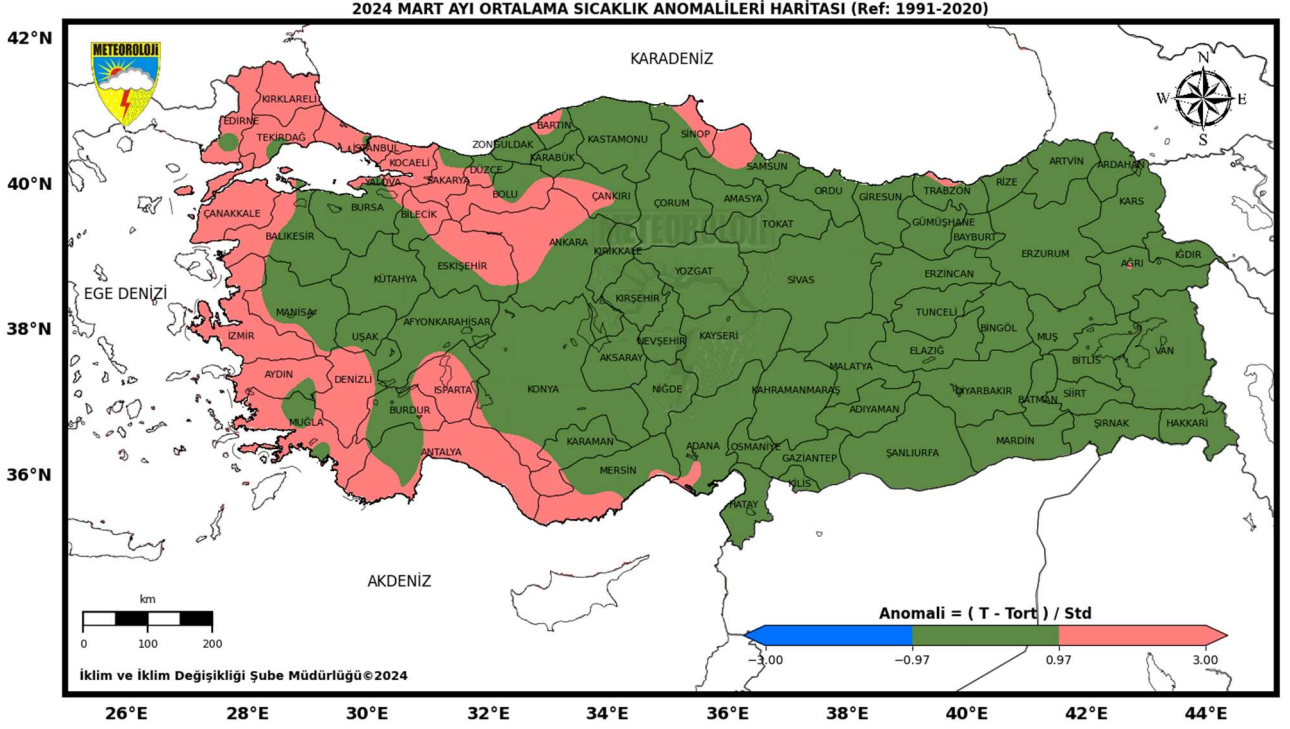 2024 MART AYI ORTALAMA SICAKLIK ANOMALİLERİ HARİTASI (Ref: 1991-2020)
42°N
KARADENİZ
METEOROLOJİ
N
W E
S
KIRKLARELİ
EDİRNE
TEKİRDAĞ
İSTANBUL
KOCAELİ
YALOVA
SAKARYA
DÜZCE
ZONGULDAK
BARTIN
KARABÜK
KASTAMONU
SİNOP
SAMSUN
ARTVİN
ARDAHAN
40°N
BOLU
ÇANKIRI
ÇORUM
AMASYA
ORDU
GİRESUN
TRABZON
RİZE
KARS
ÇANAKKALE
BURSA
BİLECİK
TOKAT
GÜMÜŞHANE
BAYBURT
BALIKESİR
ANKARA
KIRIKKALE
METEOROLOJİ
ERZURUM
AĞRI
IĞDIR
ESKİŞEHİR
KÜTAHYA
YOZGAT
SİVAS
ERZİNCAN
EGE DENİZİ
KIRŞEHİR
TUNCELİ
38°N
MANİSA
AFYONKARAHİSAR
BİNGÖL
MUŞ
İZMİR
UŞAK
NEVŞEHİR
KAYSERİ
ELAZIĞ
BİTLİS
VAN
AKSARAY
MALATYA
AYDIN
DENİZLİ
ISPARTA
KONYA
NİĞDE
KAHRAMANMARAŞ
DİYARBAKIR
BATMAN
SİİRT
BURDUR
ADIYAMAN
MUĞLA
ŞIRNAK
HAKKARİ
KARAMAN
ADANA
OSMANİYE
MARDİN
ANTALYA
GAZİANTEP
ŞANLIURFA
36°N
MERSİN
KİLİS
HATAY
AKDENİZ
km
0 100 200
Anomali = ( T - Tort ) / Std
−3.00 −0.97 0.97 3.00
İklim ve İklim Değişikliği Şube Müdürlüğü©2024
26°E 28°E 30°E 32°E 34°E 36°E 38°E 40°E 42°E 44°E